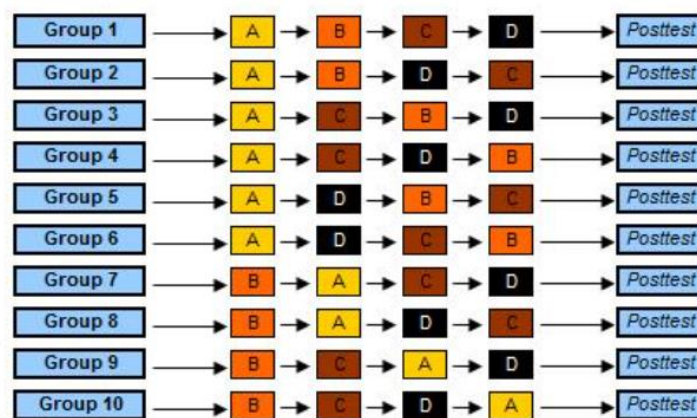 Group 1 A B C D Posttest
Group 2 A B D C Posttest
Group 3 A C B D Posttest
Group 4 A C D B Posttest
Group 5 A D B C Posttest
Group 6 A D C B Posttest
Group 7 B A C D Posttest
Group 8 B A D C Posttest
Group 9 B C A D Posttest
Group 10 B C D A Posttest